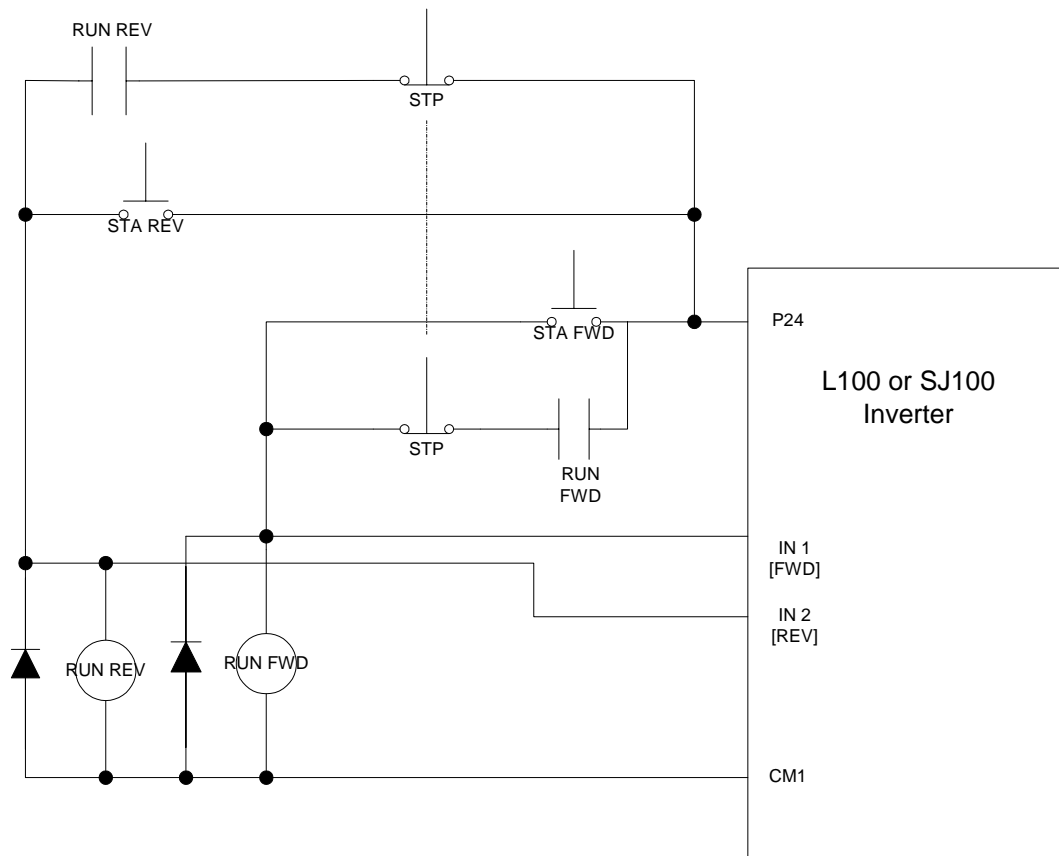 RUN REV
STP
STA REV
STA FWD
P24
L100 or SJ100
Inverter
STP
RUN
FWD
IN 1
[FWD]
IN 2
[REV]
RUN REV
RUN FWD
CM1